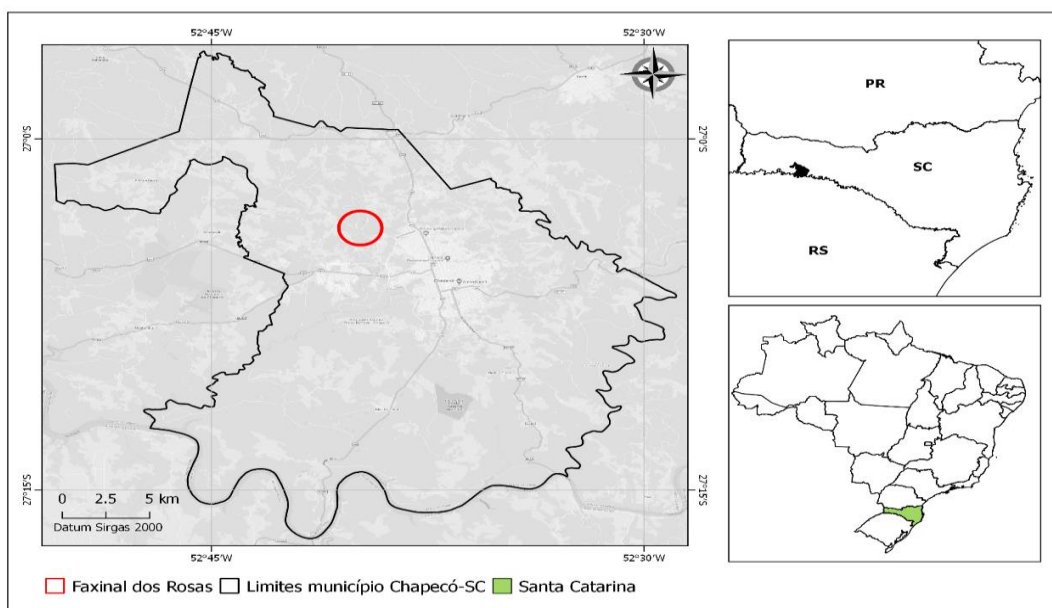 52°45'W 52°30'W
PR
27°0'S 27°0'S
SC
RS
27°15'S 27°15'S
0 2.5 5 km
Datum Sirgas 2000
52°45'W 52°30'W
Faxinal dos Rosas Limites município Chapecó-SC Santa Catarina